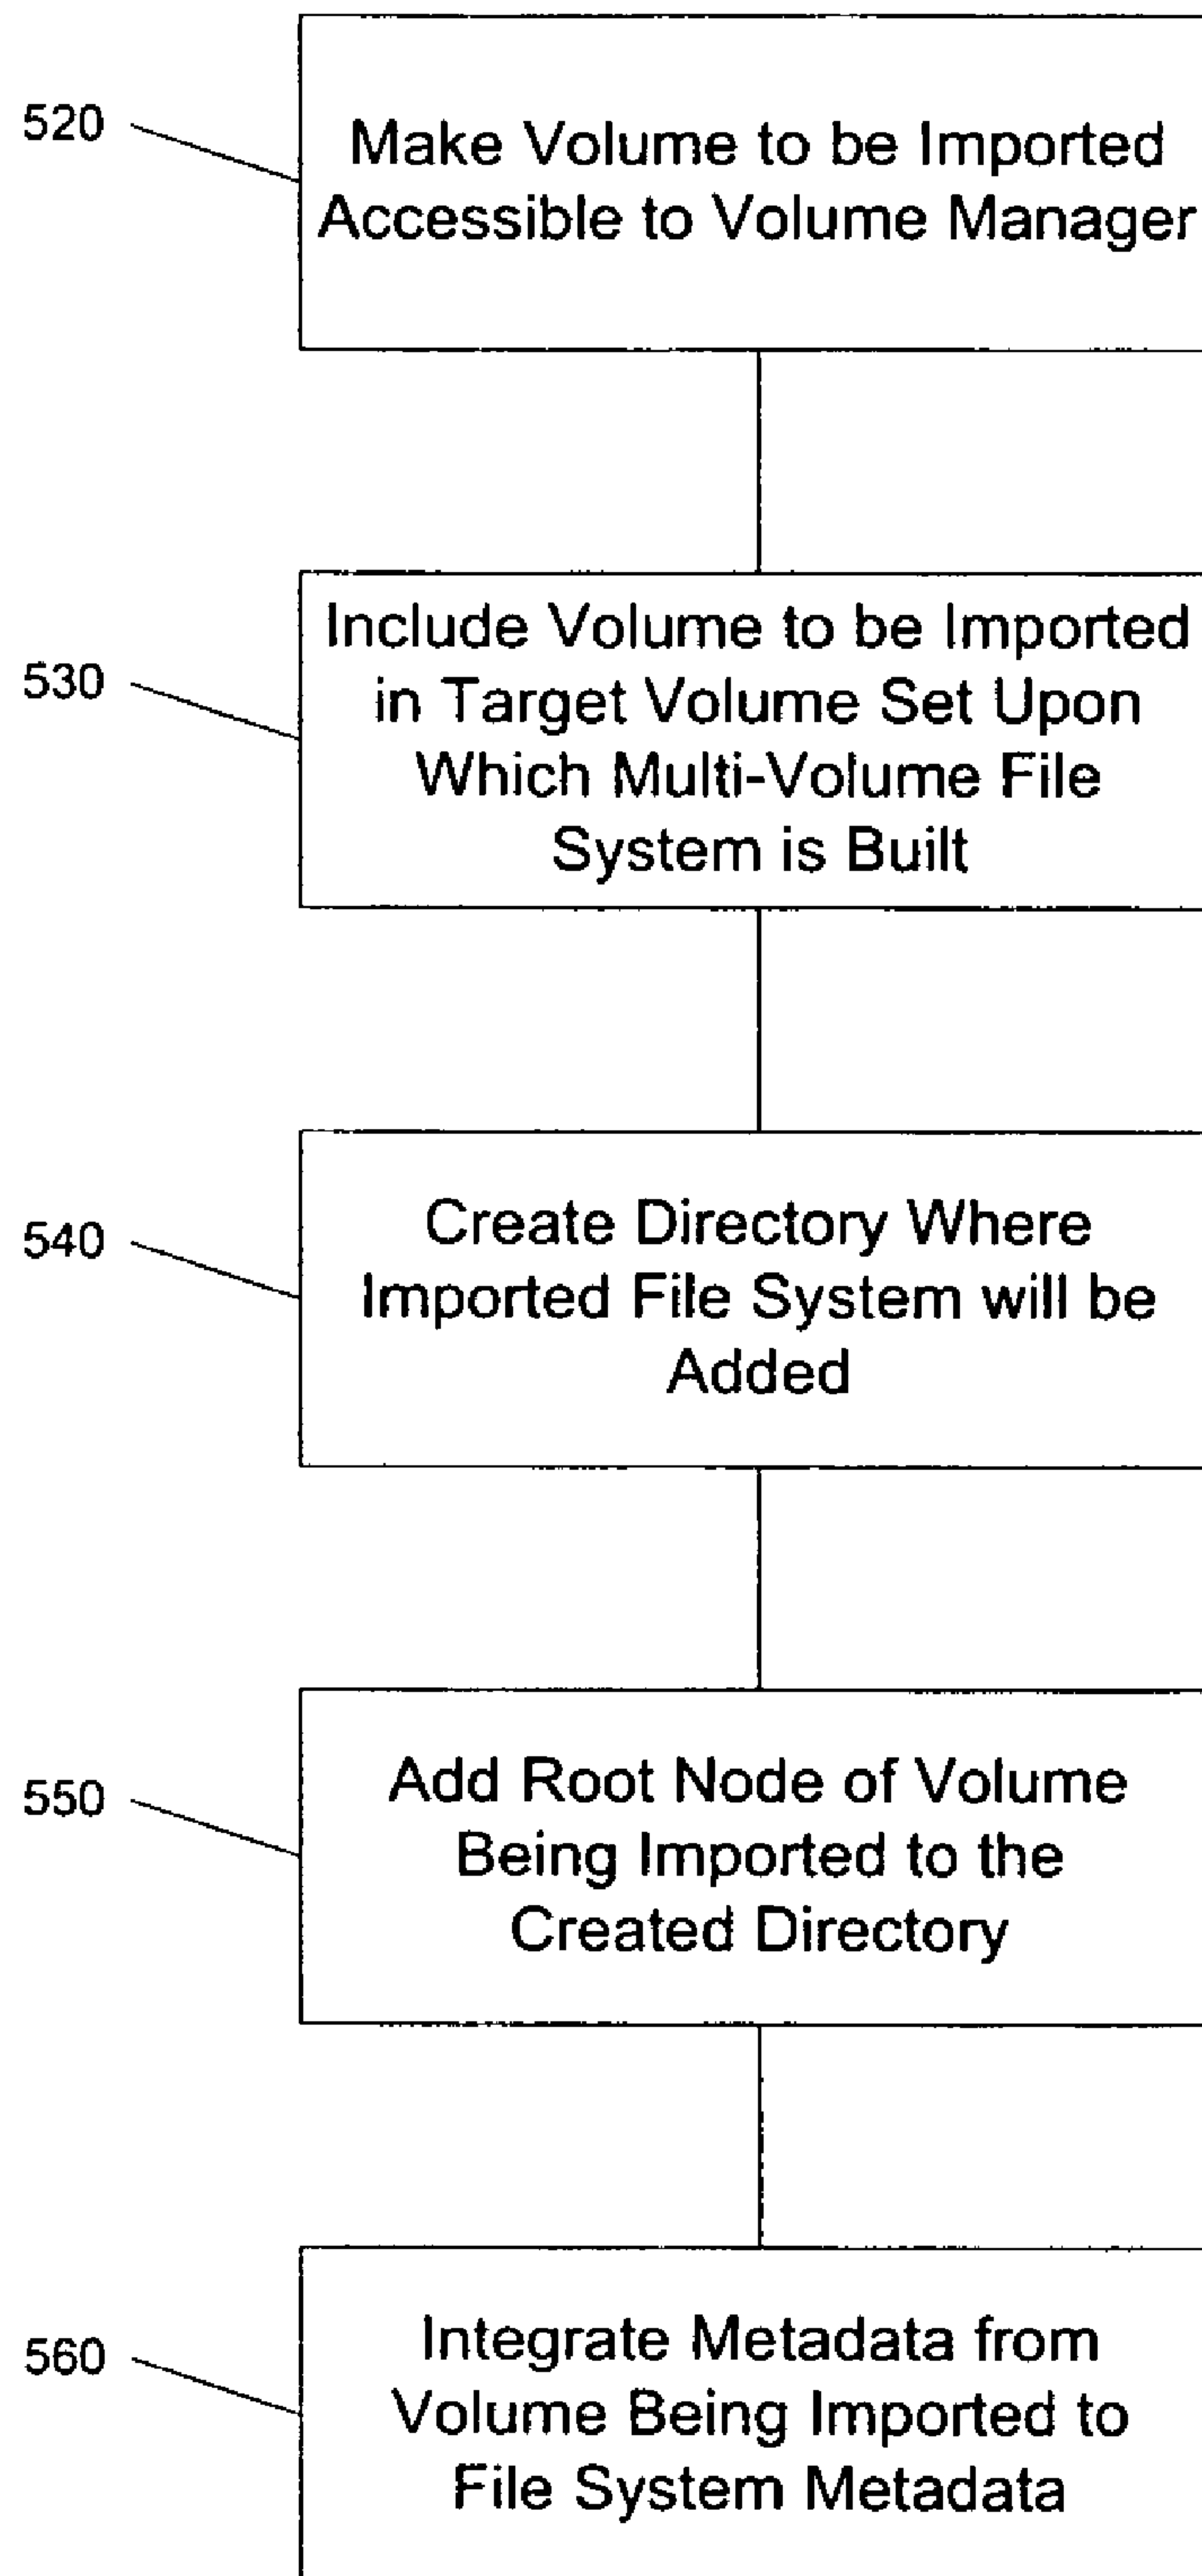 520
Make Volume to be Imported
Accessible to Volume Manager
530
Include Volume to be Imported
in Target Volume Set Upon
Which Multi-Volume File
System is Built
540
Create Directory Where
Imported File System will be
Added
550
Add Root Node of Volume
Being Imported to the
Created Directory
560
Integrate Metadata from
Volume Being Imported to
File System Metadata